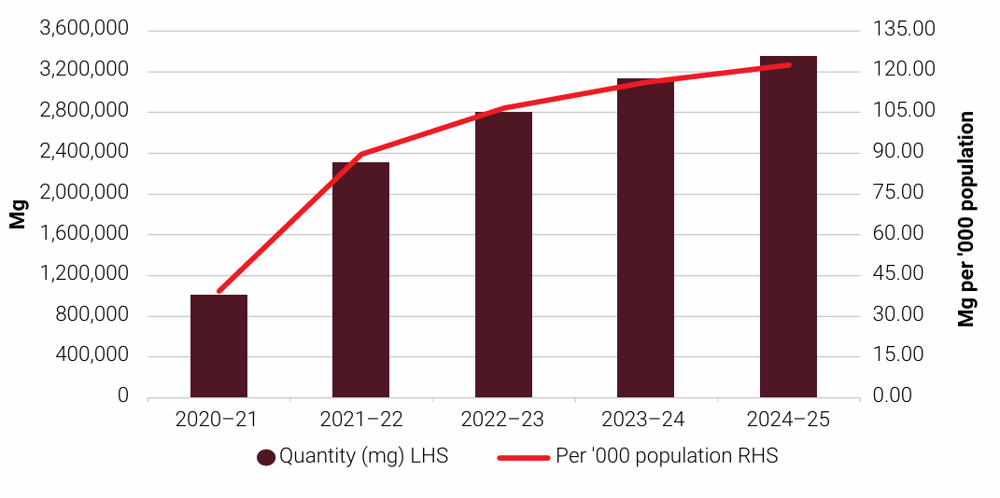 3,600,000 135.00
3,200,000 120.00
2,800,000 105.00
2,400,000 90.00
2,000,000 75.00
1,600,000 60.00
1,200,000 45.00
800,000 30.00
400,000 15.00
0 0.00
Mg
Mg per '000 population
2020–21 2021–22 2022–23 2023–24 2024–25
Quantity (mg) LHS Per '000 population RHS